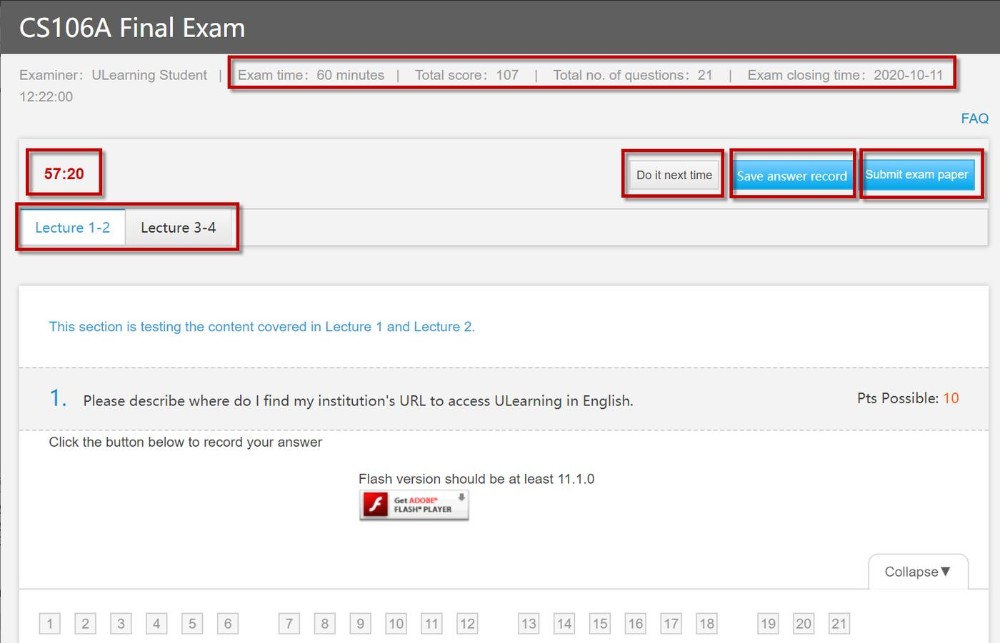 CS106A Final Exam
Examiner: ULearning Student | Exam time: 60 minutes | Total score: 107 | Total no. of questions: 21 | Exam closing time: 2020-10-11
12:22:00
FAQ
57:20 Do it next time Save answer record Submit exam paper
Lecture 1-2 Lecture 3-4
This section is testing the content covered in Lecture 1 and Lecture 2.
1. Please describe where do I find my institution's URL to access ULearning in English. Pts Possible: 10
Click the button below to record your answer
Flash version should be at least 11.1.0
Get ADOBE®
FLASH® PLAYER
Collapse▼
1 2 3 4 5 6 7 8 9 10 11 12 13 14 15 16 17 18 19 20 21